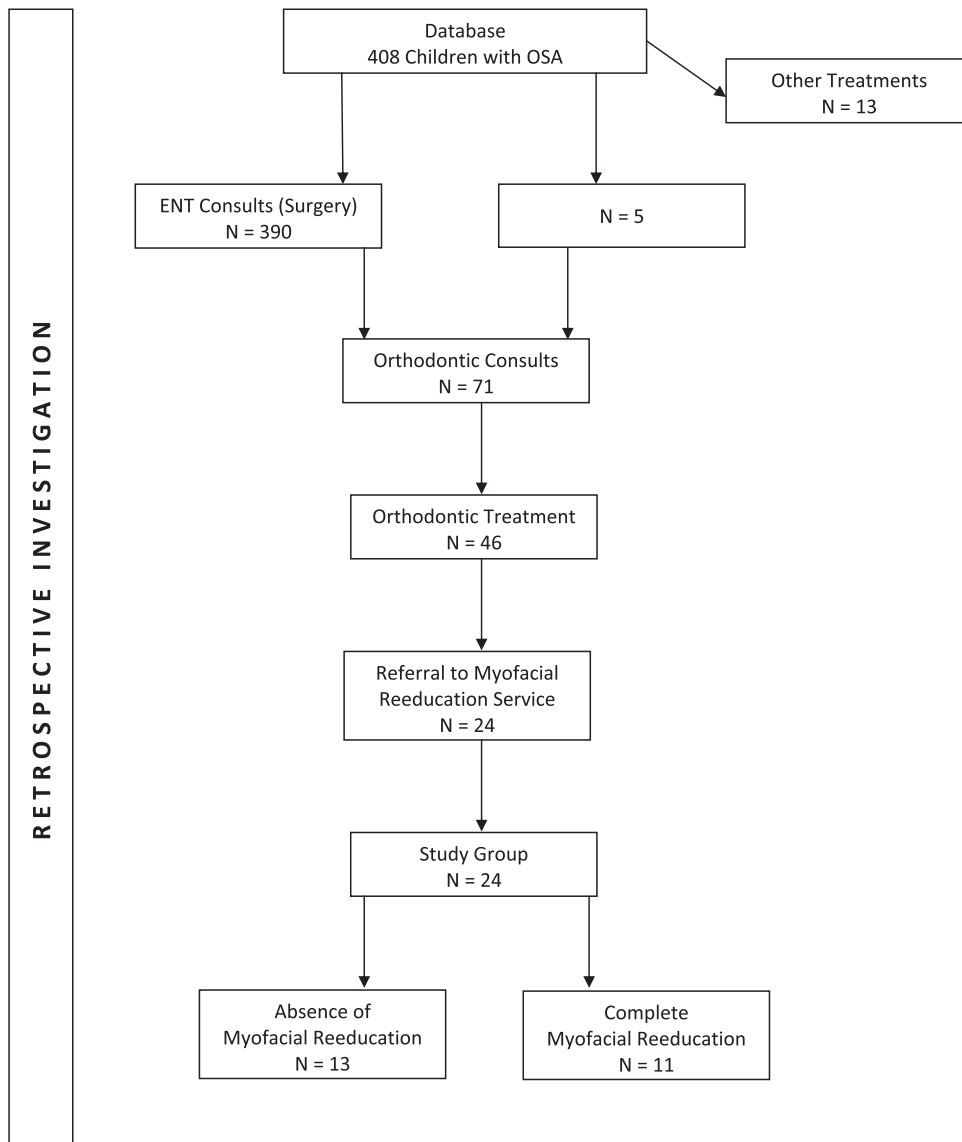 RETROSPECTIVE INVESTIGATION
Database
408 Children with OSA
Other Treatments
N = 13
ENT Consults (Surgery)
N = 390
N = 5
Orthodontic Consults
N = 71
Orthodontic Treatment
N = 46
Referral to Myofacial
Reeducation Service
N = 24
Study Group
N = 24
Absence of
Myofacial Reeducation
N = 13
Complete
Myofacial Reeducation
N = 11